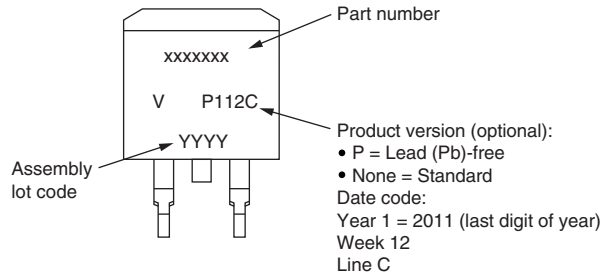 Part number
xxxxxxx
V P112C
YYYY
Assembly
lot code
Product version (optional):
• P = Lead (Pb)-free
• None = Standard
Date code:
Year 1 = 2011 (last digit of year)
Week 12
Line C